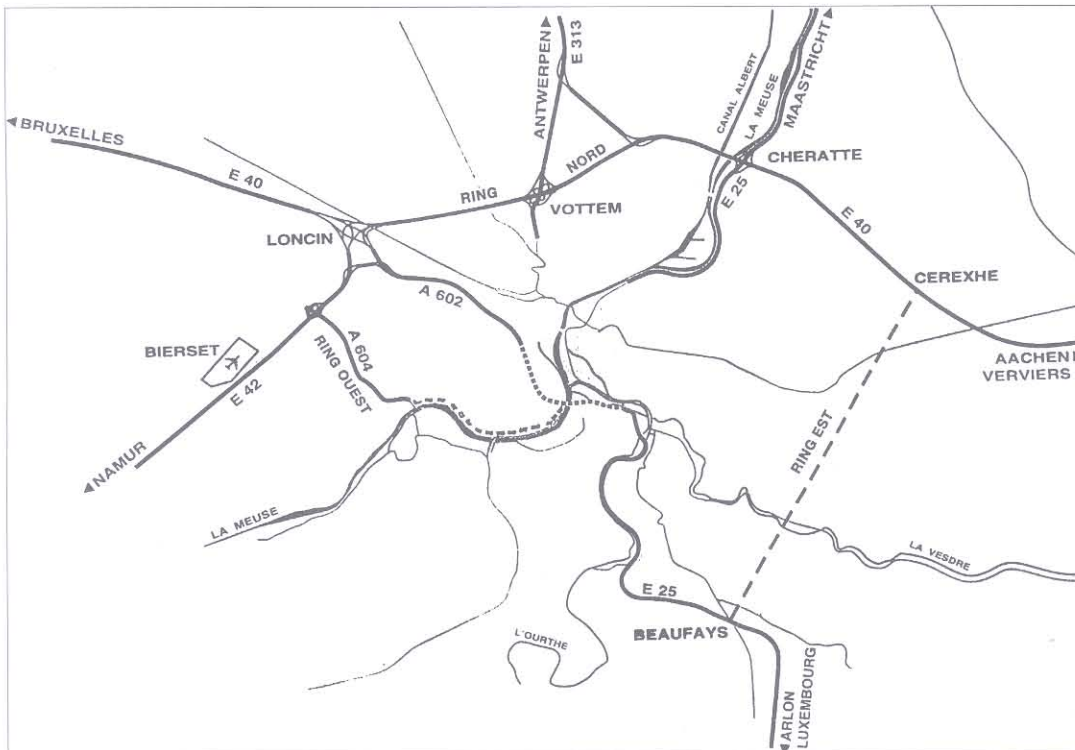 ANTWERPEN
E 313
CANAL ALBERT
LA MEUSE
MAASTRICHT
BRUXELLES
E 40
RING
NORD
VOTTEM
CHERATTE
E 25
E 40
LONCIN
A 602
CEREXHE
BIERSET
A 604
RING OUEST
E 42
AACHEN
VERVIERS
NAMUR
RING EST
LA MEUSE
LA VESDRE
E 25
BEAUFAYS
L'OURTHE
ARLON
LUXEMBOURG